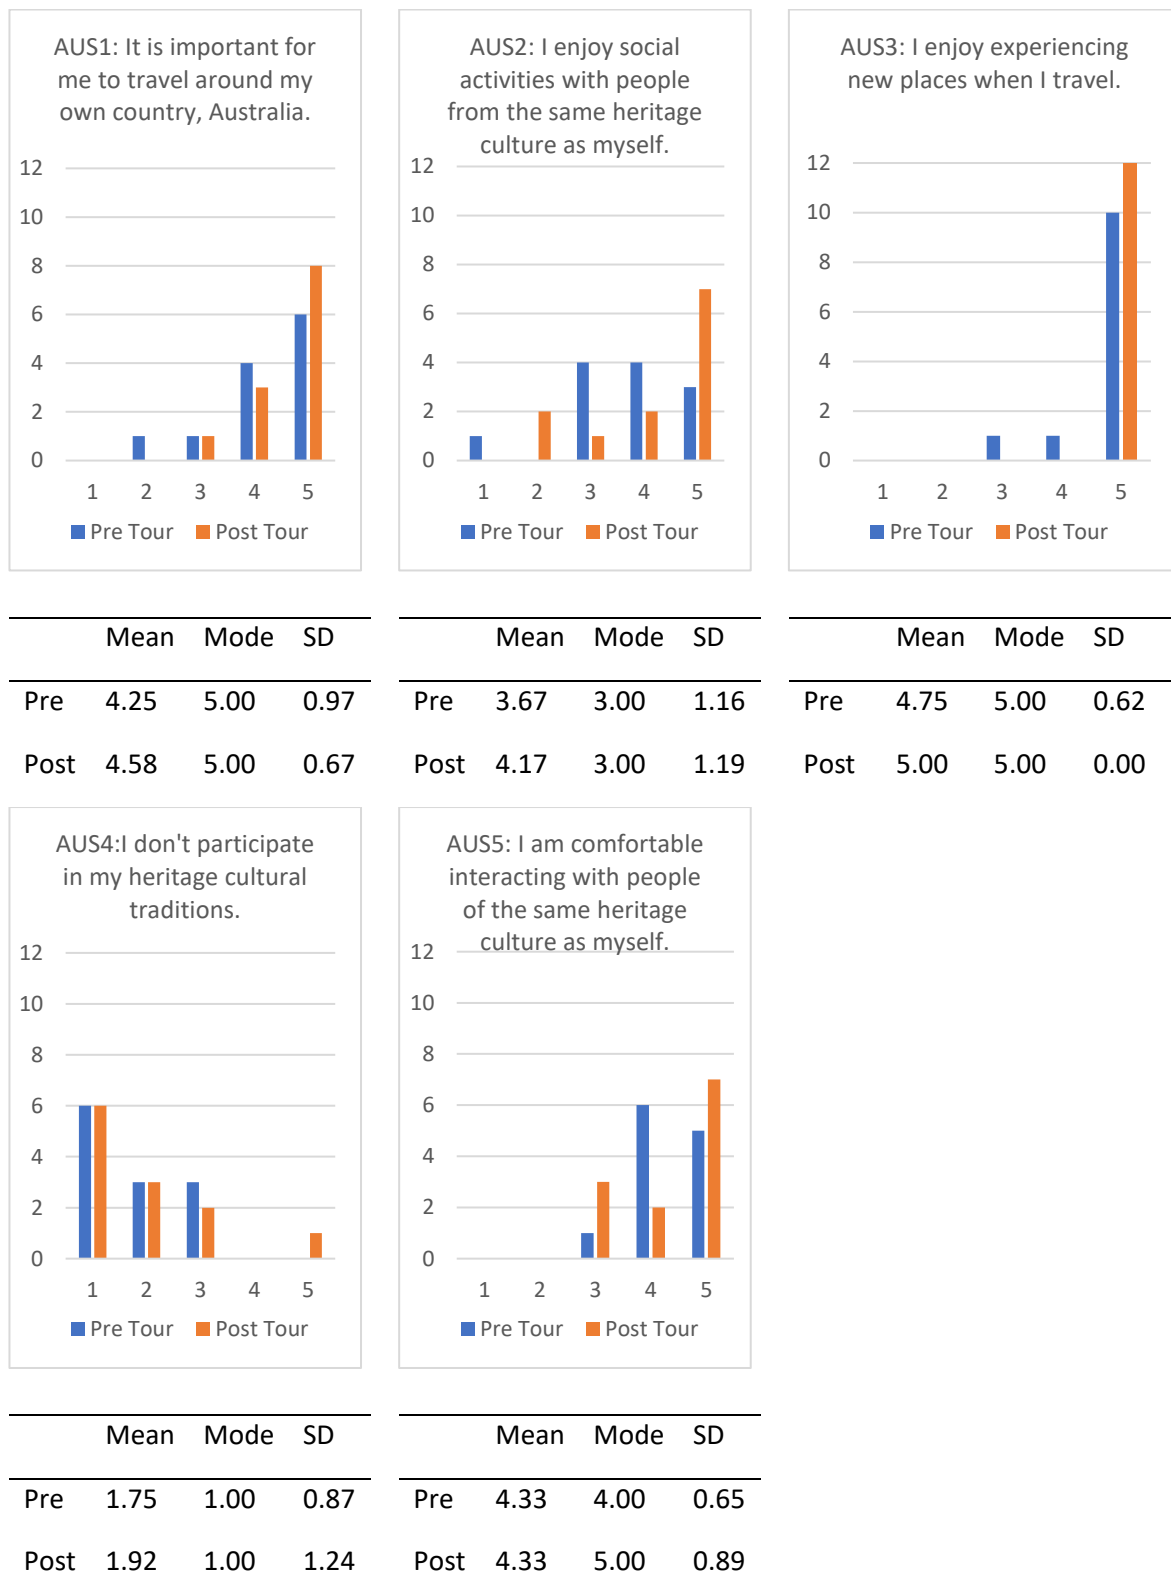 AUS1: It is important for
me to travel around my
own country, Australia.
12
10
8
6
4
2
0
1 2 3 4 5
Pre Tour Post Tour
AUS2: I enjoy social
activities with people
from the same heritage
culture as myself.
12
10
8
6
4
2
0
1 2 3 4 5
Pre Tour Post Tour
AUS3: I enjoy experiencing
new places when I travel.
12
10
8
6
4
2
0
1 2 3 4 5
Pre Tour Post Tour
Mean Mode SD
Pre 4.25 5.00 0.97
Post 4.58 5.00 0.67
Mean Mode SD
Pre 3.67 3.00 1.16
Post 4.17 3.00 1.19
Mean Mode SD
Pre 4.75 5.00 0.62
Post 5.00 5.00 0.00
AUS4:I don't participate
in my heritage cultural
traditions.
12
10
8
6
4
2
0
1 2 3 4 5
Pre Tour Post Tour
AUS5: I am comfortable
interacting with people
of the same heritage
culture as myself.
12
10
8
6
4
2
0
1 2 3 4 5
Pre Tour Post Tour
Mean Mode SD
Pre 1.75 1.00 0.87
Post 1.92 1.00 1.24
Mean Mode SD
Pre 4.33 4.00 0.65
Post 4.33 5.00 0.89